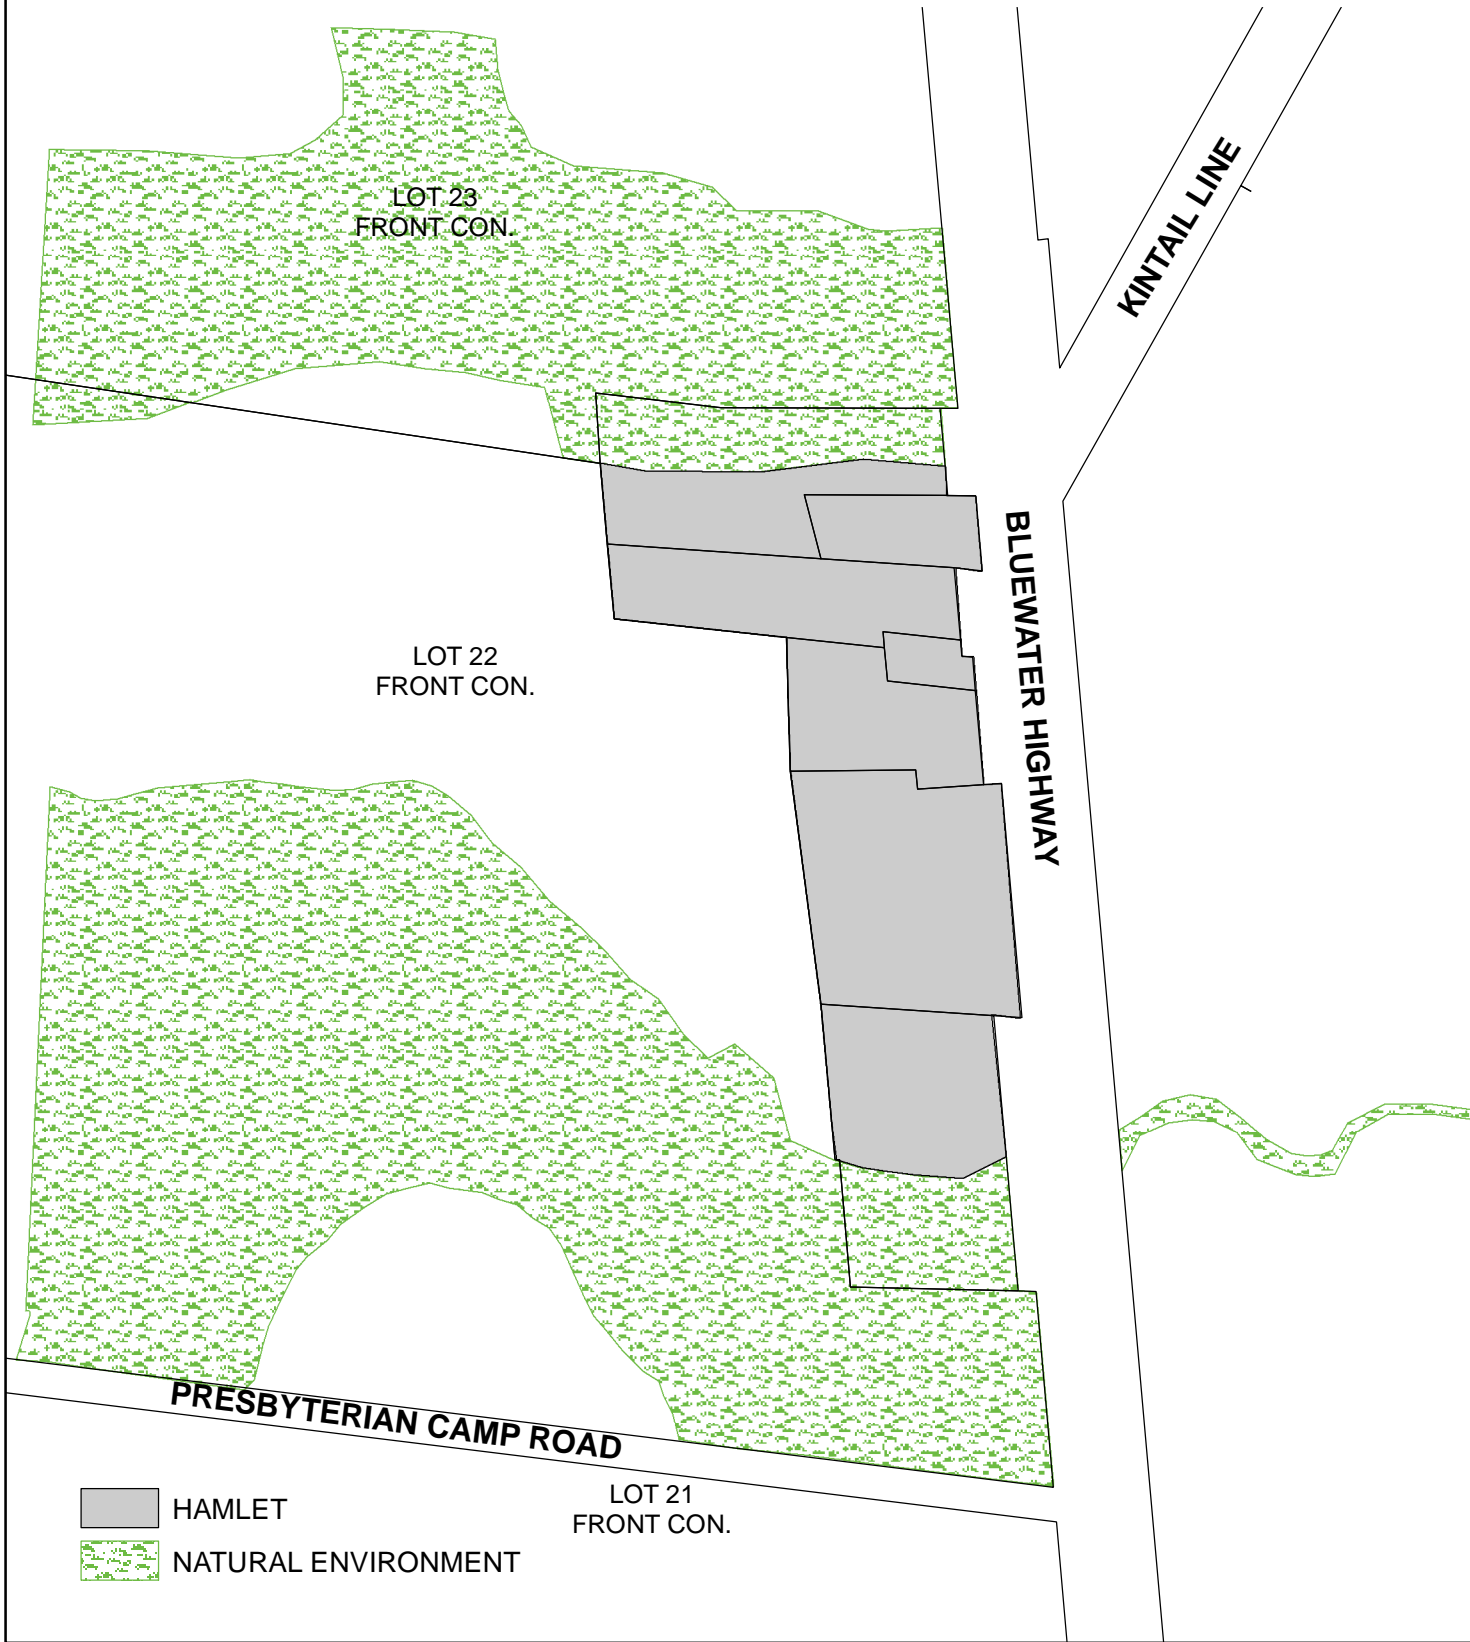 LOT 23
FRONT CON.
KINTAIL LINE
BLUEWATER HIGHWAY
LOT 22
FRONT CON.
PRESBYTERIAN CAMP ROAD
LOT 21
FRONT CON.
HAMLET
NATURAL ENVIRONMENT